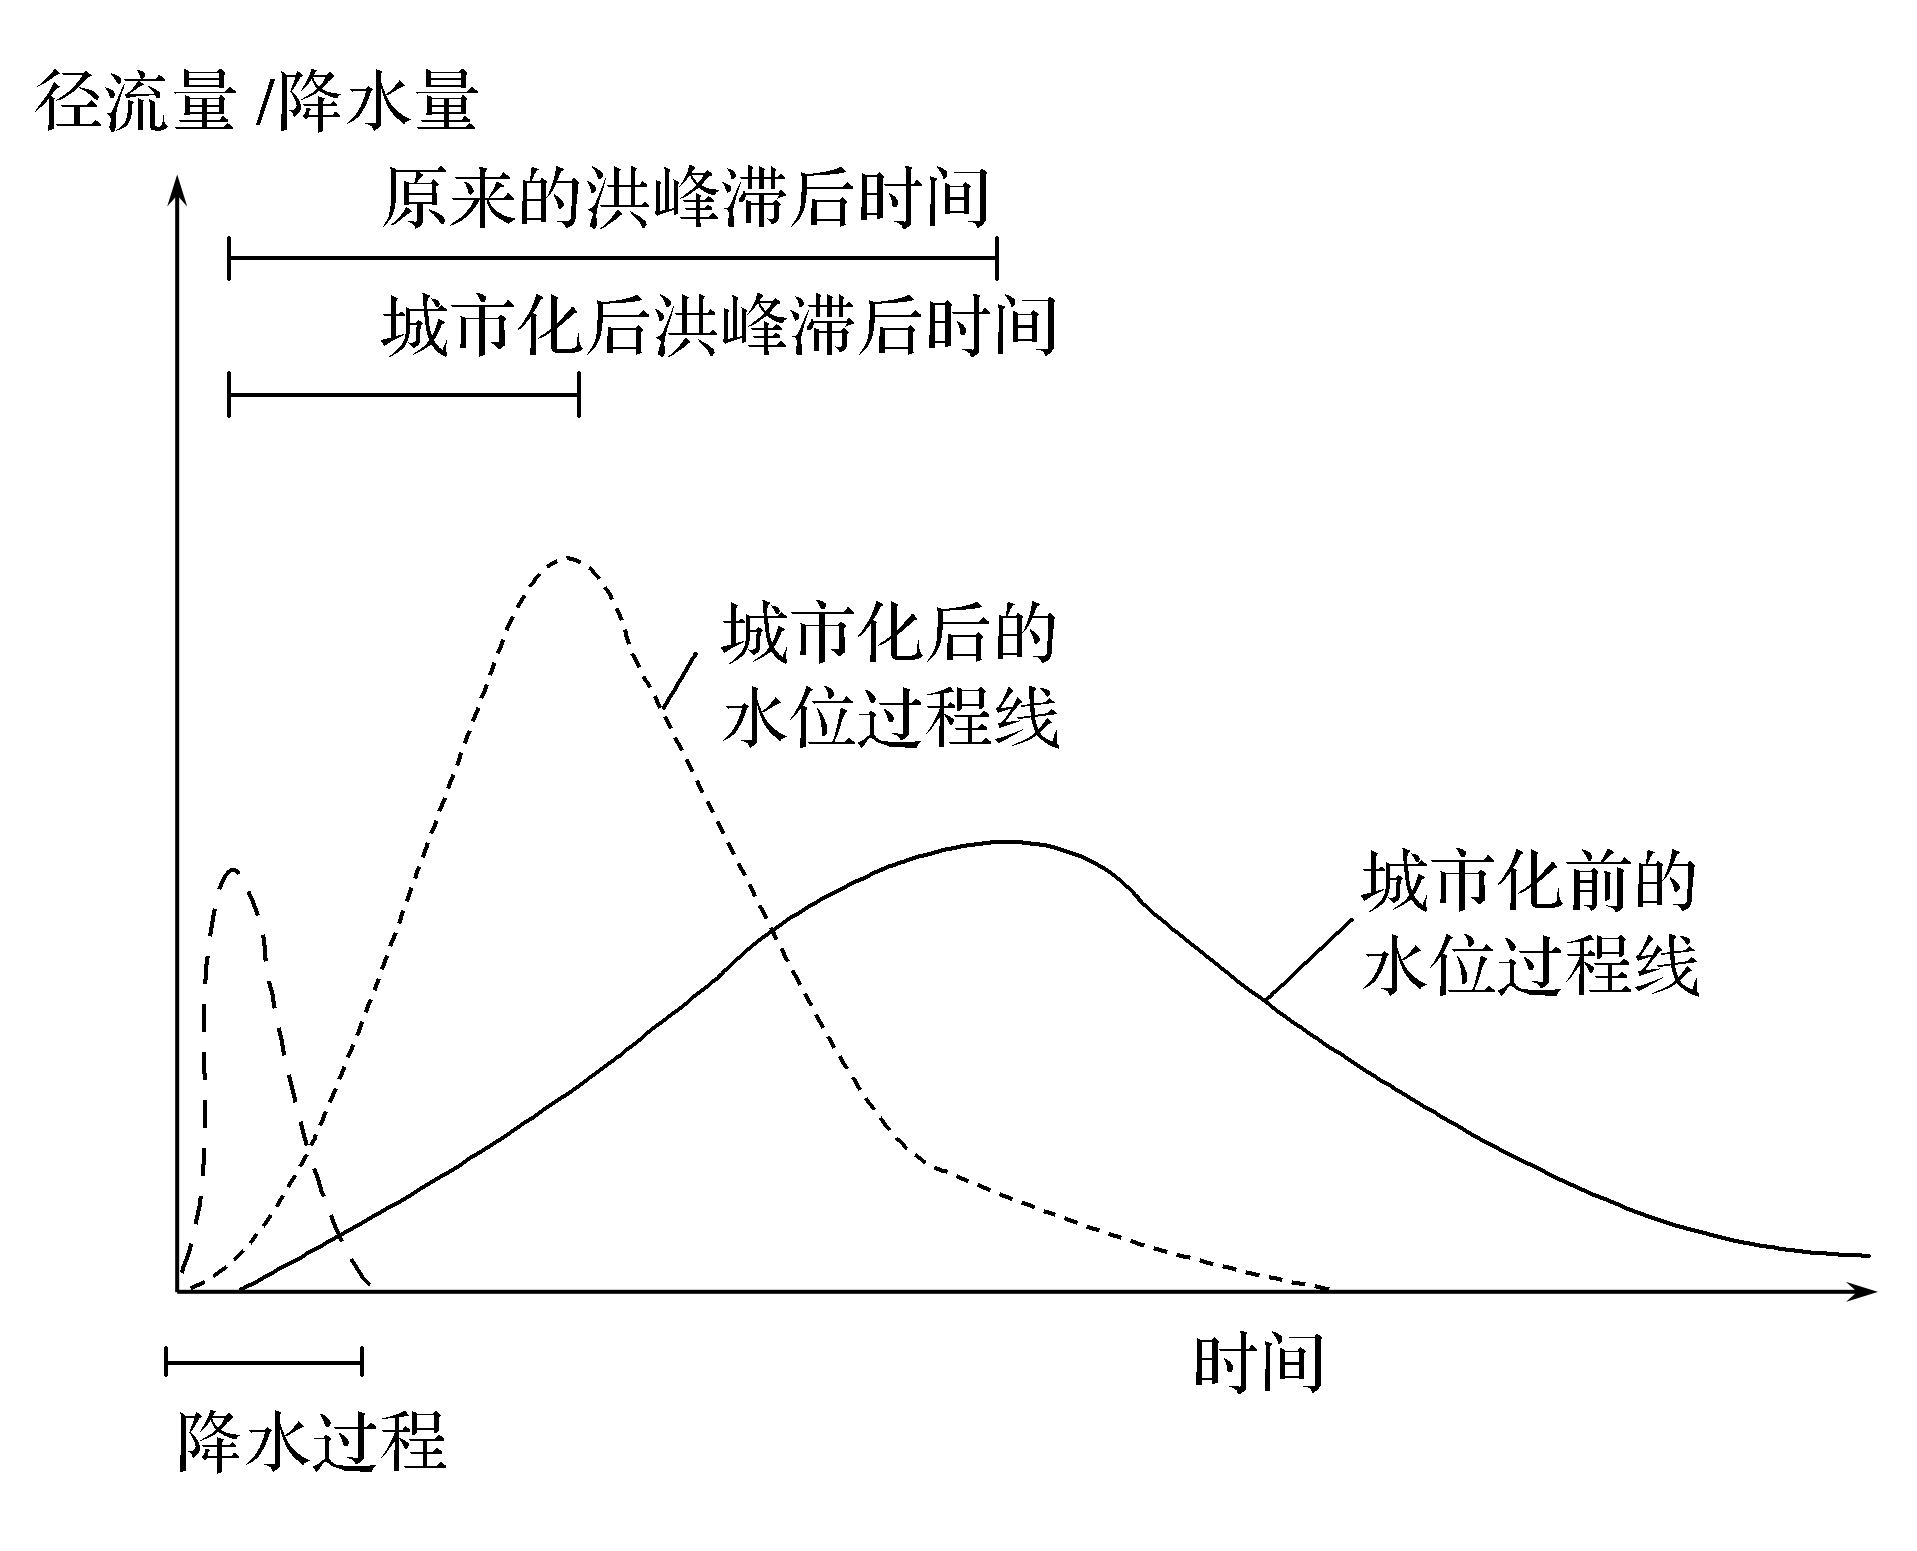 径流量 /降水量
原来的洪峰滞后时间
城市化后洪峰滞后时间
城市化后的
水位过程线
城市化前的
水位过程线
时间
降水过程